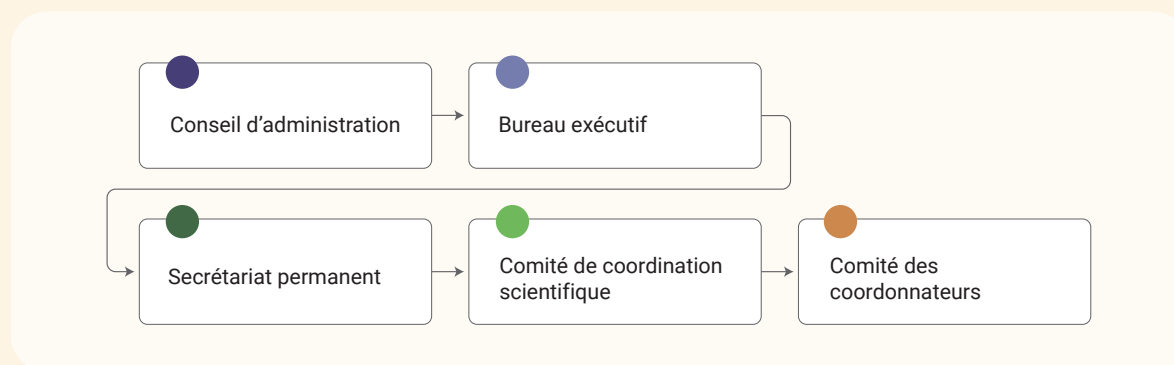 Conseil d’administration
Bureau exécutif
Secrétariat permanent
Comité de coordination
scientifique
Comité des
coordonnateurs